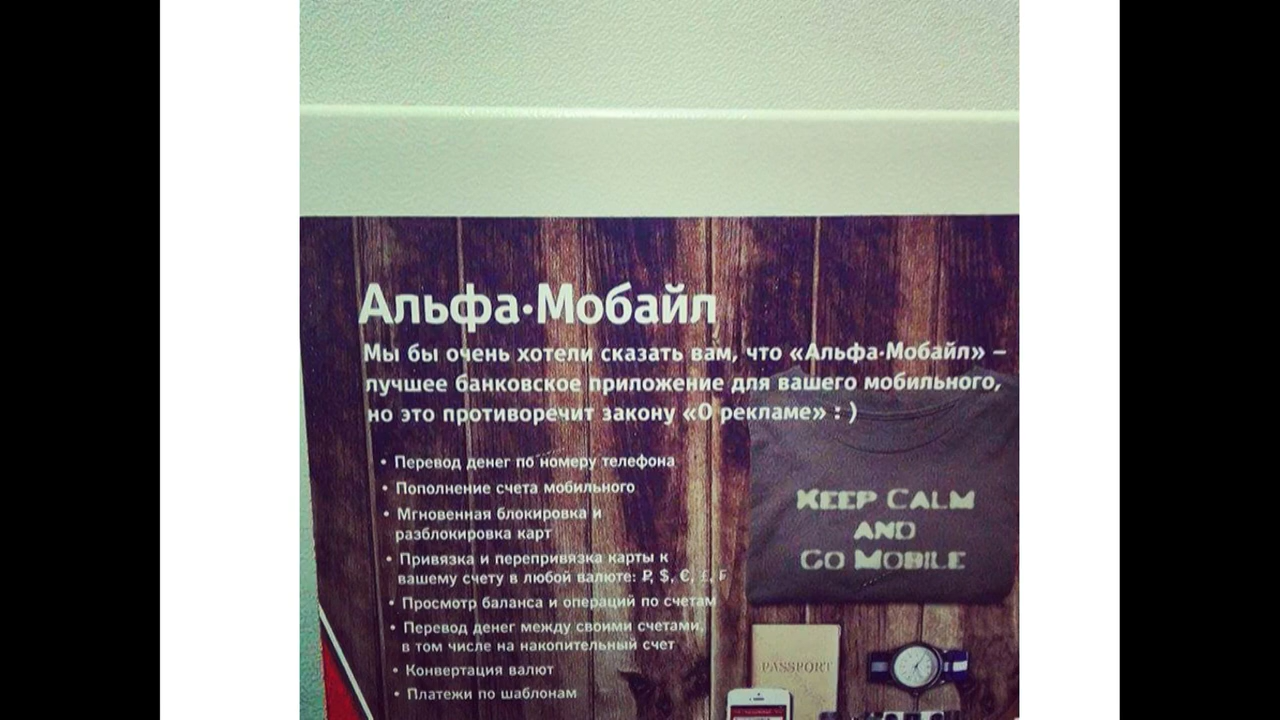 Альфа·Мобайл
Мы бы очень хотели сказать вам, что «Альфа·Мобайл» –
лучшее банковское приложение для вашего мобильного,
но это противоречит закону «О рекламе» : )
• Перевод денег по номеру телефона
• Пополнение счета мобильного
• Мгновенная блокировка и
разблокировка карт
• Привязка и перепривязка карты к
вашему счету в любой валюте: ₽, $, €, £, ₣
• Просмотр баланса и операций по счетам
• Перевод денег между своими счетами,
в том числе на накопительный счет
• Конвертация валют
• Платежи по шаблонам
KEEP CALM
AND
GO MOBILE
PASSPORT